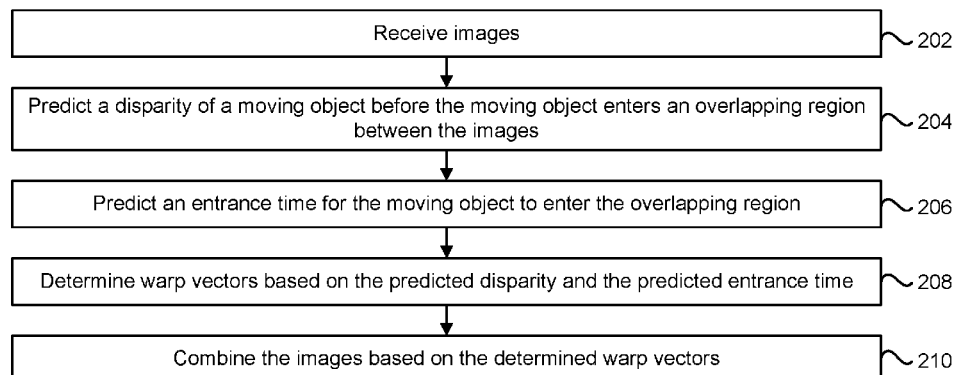 Receive images
202
Predict a disparity of a moving object before the moving object enters an overlapping region
between the images
204
Predict an entrance time for the moving object to enter the overlapping region
206
Determine warp vectors based on the predicted disparity and the predicted entrance time
208
Combine the images based on the determined warp vectors
210